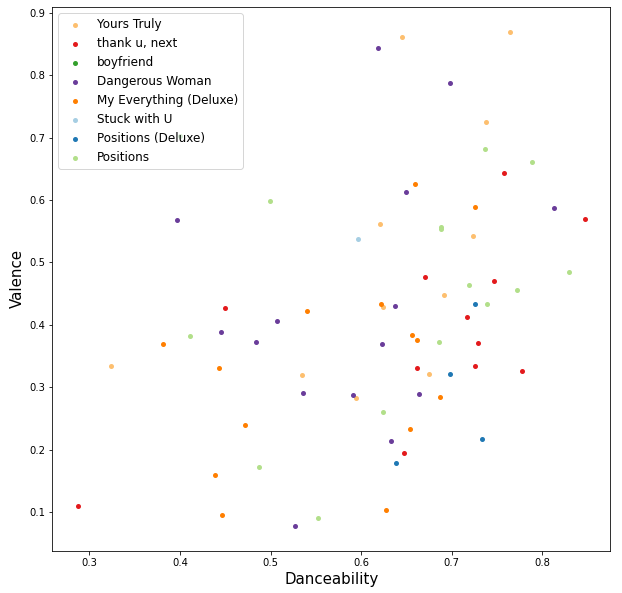 0.9
0.8
0.7
0.6
0.5
0.4
0.3
0.2
0.1
Valence
Yours Truly
thank u, next
boyfriend
Dangerous Woman
My Everything (Deluxe)
Stuck with U
Positions (Deluxe)
Positions
0.3 0.4 0.5 0.6 0.7 0.8
Danceability